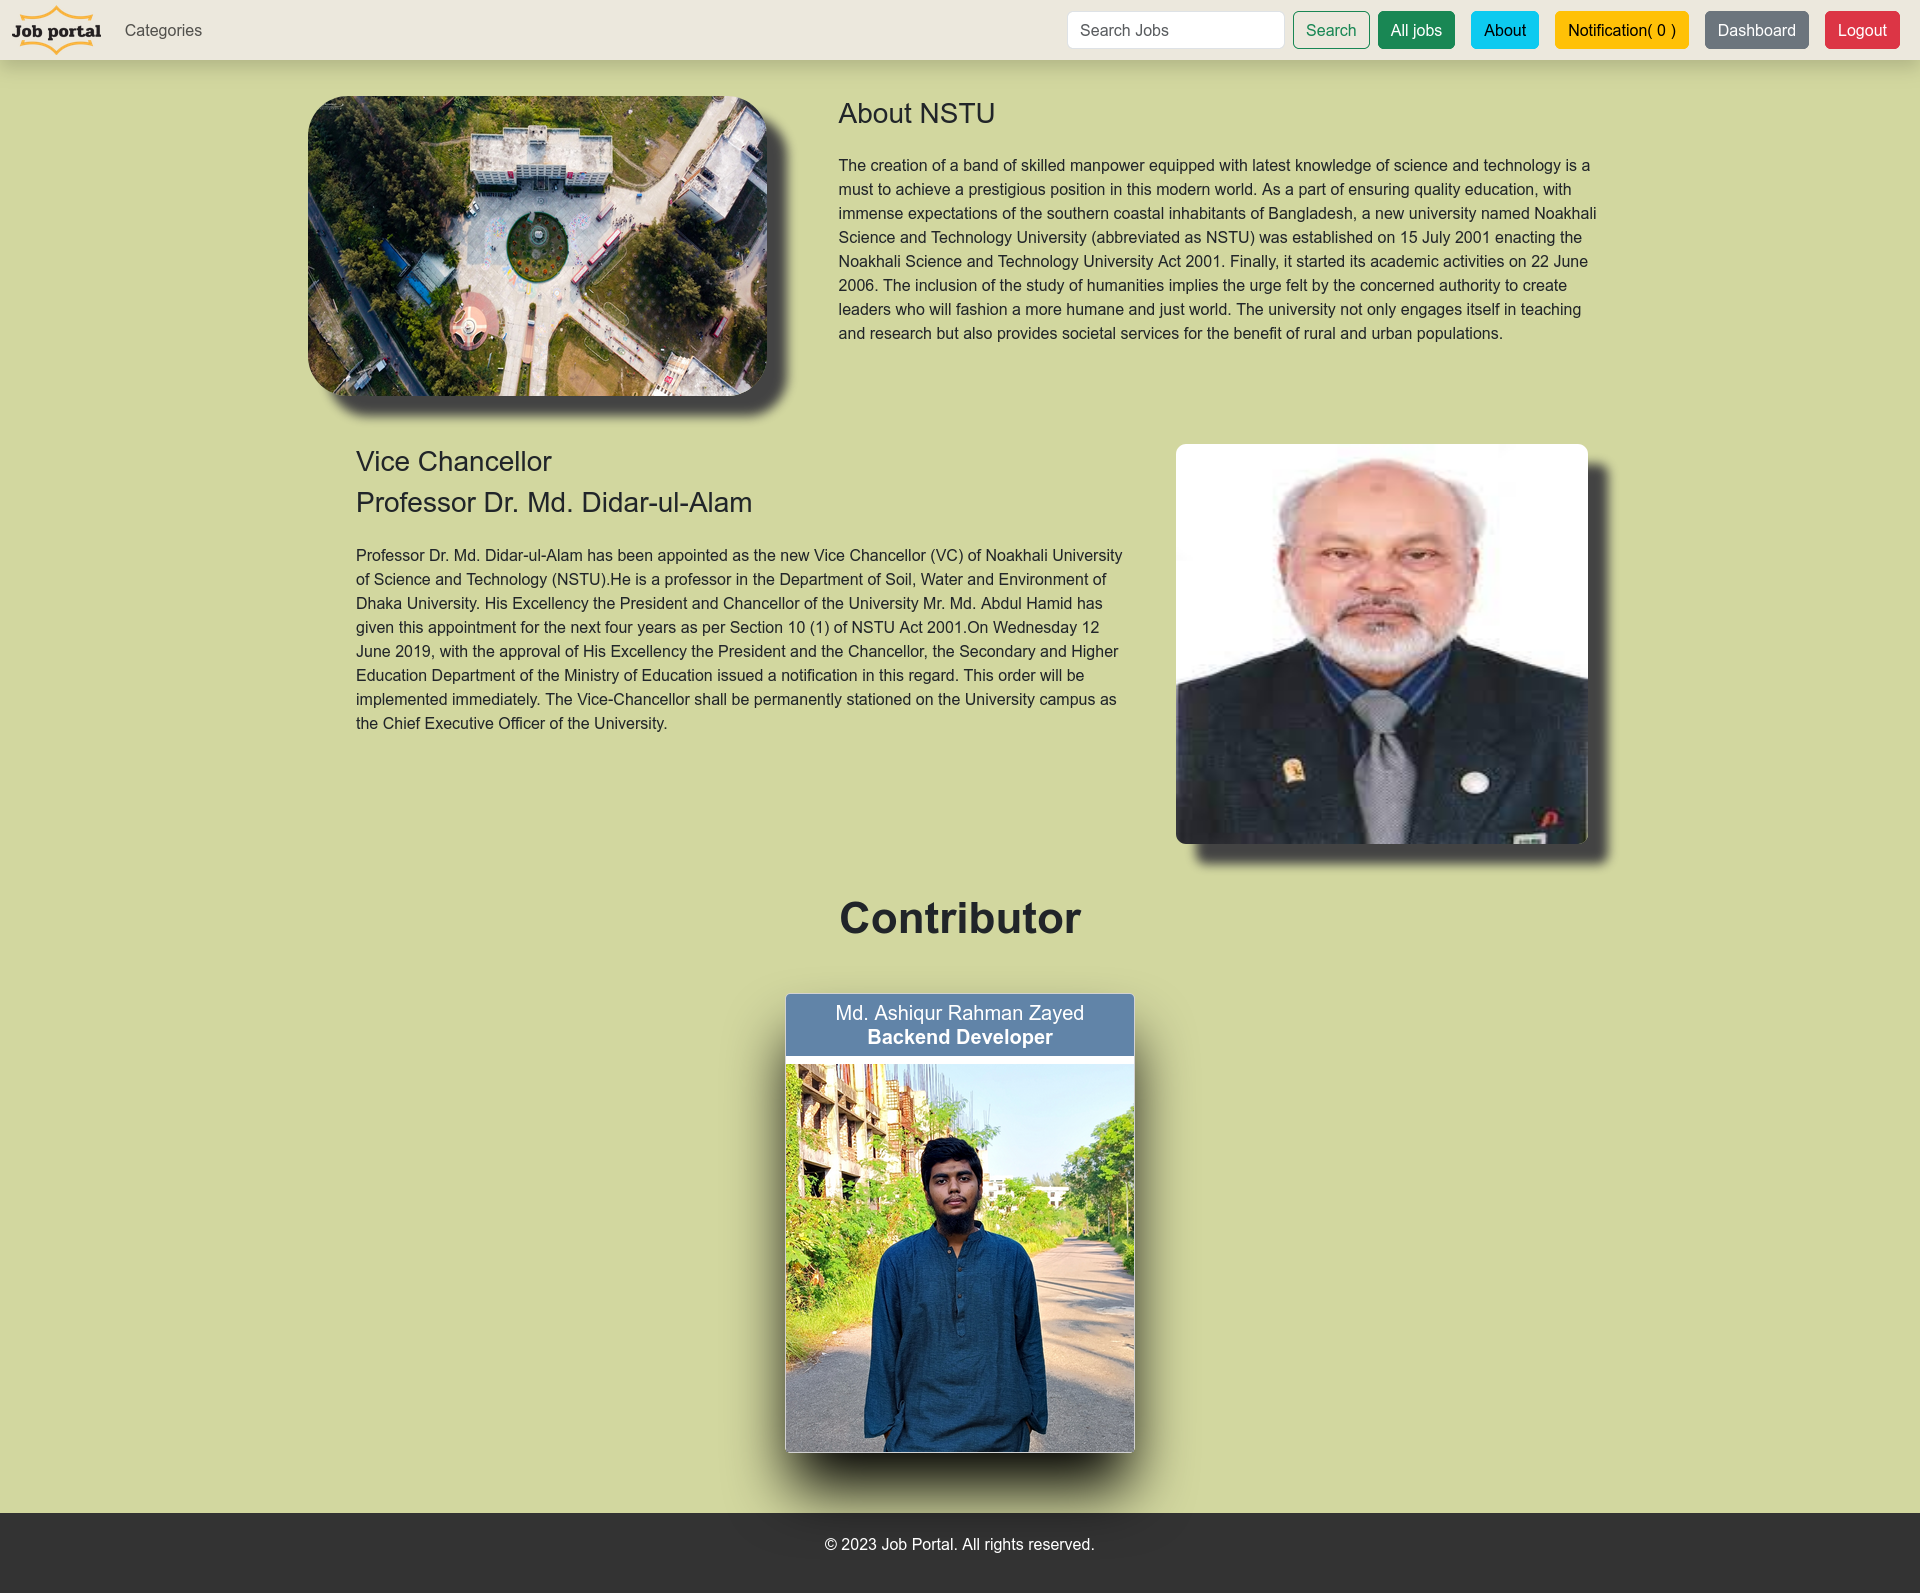 Job portal
Categories
Search Jobs
Search
All jobs
About
Notification( 0 )
Dashboard
Logout
About NSTU
The creation of a band of skilled manpower equipped with latest knowledge of science and technology is a
must to achieve a prestigious position in this modern world. As a part of ensuring quality education, with
immense expectations of the southern coastal inhabitants of Bangladesh, a new university named Noakhali
Science and Technology University (abbreviated as NSTU) was established on 15 July 2001 enacting the
Noakhali Science and Technology University Act 2001. Finally, it started its academic activities on 22 June
2006. The inclusion of the study of humanities implies the urge felt by the concerned authority to create
leaders who will fashion a more humane and just world. The university not only engages itself in teaching
and research but also provides societal services for the benefit of rural and urban populations.
Vice Chancellor
Professor Dr. Md. Didar-ul-Alam
Professor Dr. Md. Didar-ul-Alam has been appointed as the new Vice Chancellor (VC) of Noakhali University
of Science and Technology (NSTU).He is a professor in the Department of Soil, Water and Environment of
Dhaka University. His Excellency the President and Chancellor of the University Mr. Md. Abdul Hamid has
given this appointment for the next four years as per Section 10 (1) of NSTU Act 2001.On Wednesday 12
June 2019, with the approval of His Excellency the President and the Chancellor, the Secondary and Higher
Education Department of the Ministry of Education issued a notification in this regard. This order will be
implemented immediately. The Vice-Chancellor shall be permanently stationed on the University campus as
the Chief Executive Officer of the University.
Contributor
Md. Ashiqur Rahman Zayed
Backend Developer
© 2023 Job Portal. All rights reserved.